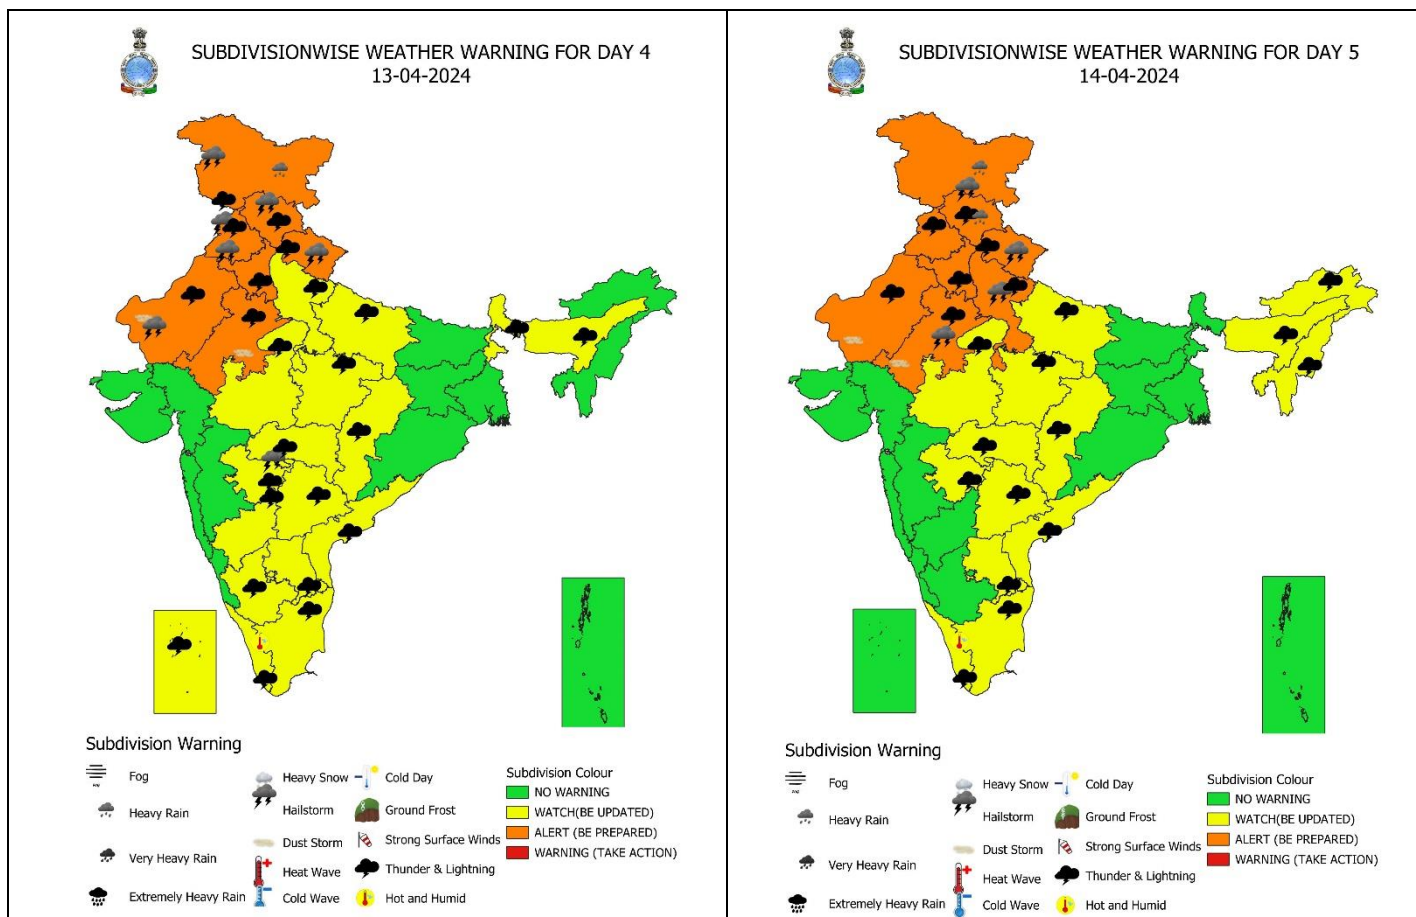 SUBDIVISIONWISE WEATHER WARNING FOR DAY 4
13-04-2024
Subdivision Warning
Fog
Heavy Rain
Very Heavy Rain
Extremely Heavy Rain
Heavy Snow
Hailstorm
Dust Storm
Heat Wave
Cold Wave
Cold Day
Ground Frost
Strong Surface Winds
Thunder & Lightning
Hot and Humid
Subdivision Colour
NO WARNING
WATCH(BE UPDATED)
ALERT (BE PREPARED)
WARNING (TAKE ACTION)
SUBDIVISIONWISE WEATHER WARNING FOR DAY 5
14-04-2024
Subdivision Warning
Fog
Heavy Rain
Very Heavy Rain
Extremely Heavy Rain
Heavy Snow
Hailstorm
Dust Storm
Heat Wave
Cold Wave
Cold Day
Ground Frost
Strong Surface Winds
Thunder & Lightning
Hot and Humid
Subdivision Colour
NO WARNING
WATCH(BE UPDATED)
ALERT (BE PREPARED)
WARNING (TAKE ACTION)